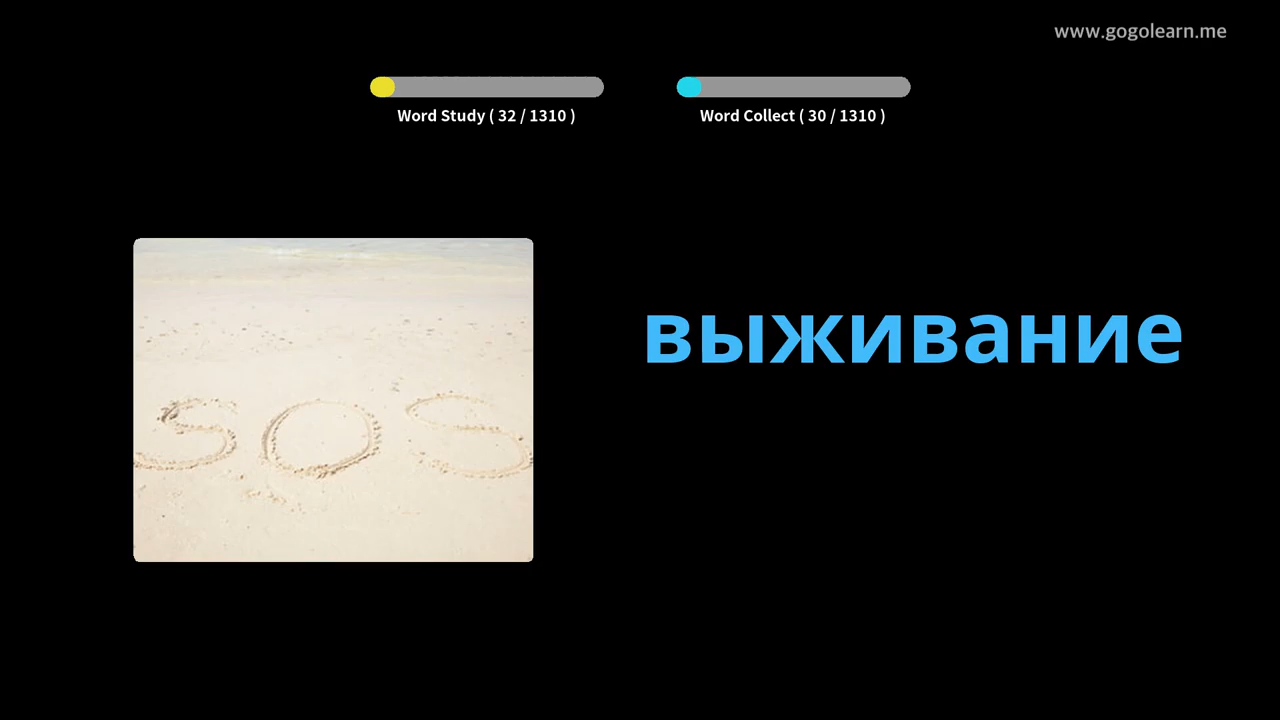 www.gogolearn.me
Word Study ( 32 / 1310 )
Word Collect ( 30 / 1310 )
SOS
выживание